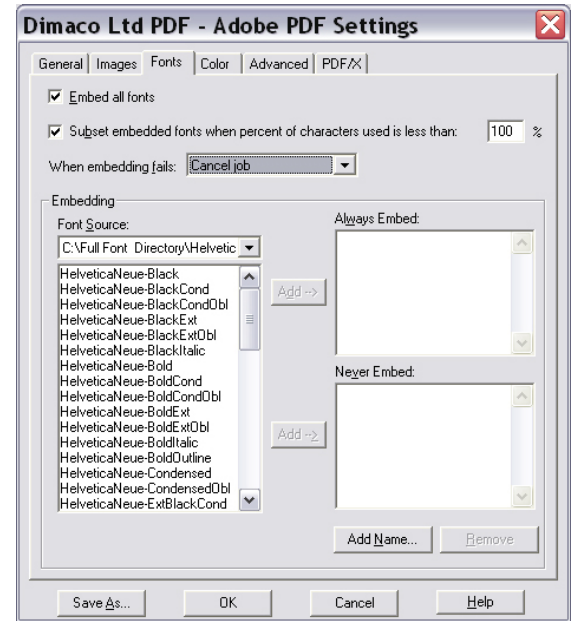 Dimaco Ltd PDF - Adobe PDF Settings
General Images Fonts Color Advanced PDF/X
Embed all fonts
Subset embedded fonts when percent of characters used is less than: 100 %
When embedding fails: Cancel job
Embedding
Font Source:
C:\Full Font Directory\Helvetic
HelveticaNeue-Black
HelveticaNeue-BlackCond
HelveticaNeue-BlackCondObl
HelveticaNeue-BlackExt
HelveticaNeue-BlackExtObl
HelveticaNeue-BlackItalic
HelveticaNeue-Bold
HelveticaNeue-BoldCond
HelveticaNeue-BoldCondObl
HelveticaNeue-BoldExt
HelveticaNeue-BoldExtObl
HelveticaNeue-BoldItalic
HelveticaNeue-BoldOutline
HelveticaNeue-Condensed
HelveticaNeue-CondensedObl
HelveticaNeue-ExtBlackCond
Add -->
Add -->
Always Embed:
Never Embed:
Add Name... Remove
Save As... OK Cancel Help